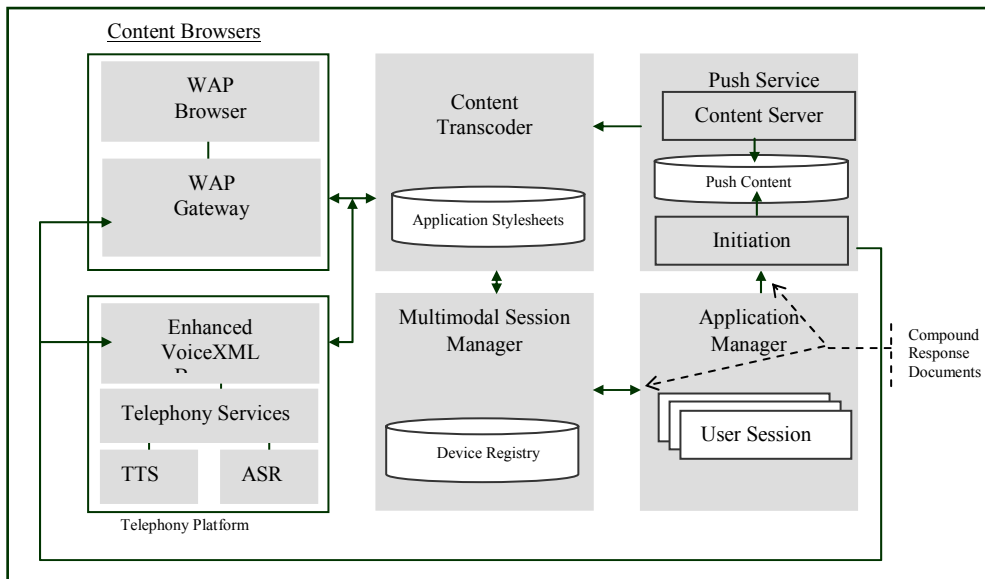 Content Browsers
WAP
Browser
WAP
Gateway
Enhanced
VoiceXML
Telephony Services
TTS
ASR
Telephony Platform
Content
Transcoder
Application Stylesheets
Multimodal Session
Manager
Device Registry
Push Service
Content Server
Push Content
Initiation
Application
Manager
User Session
Compound
Response
Documents